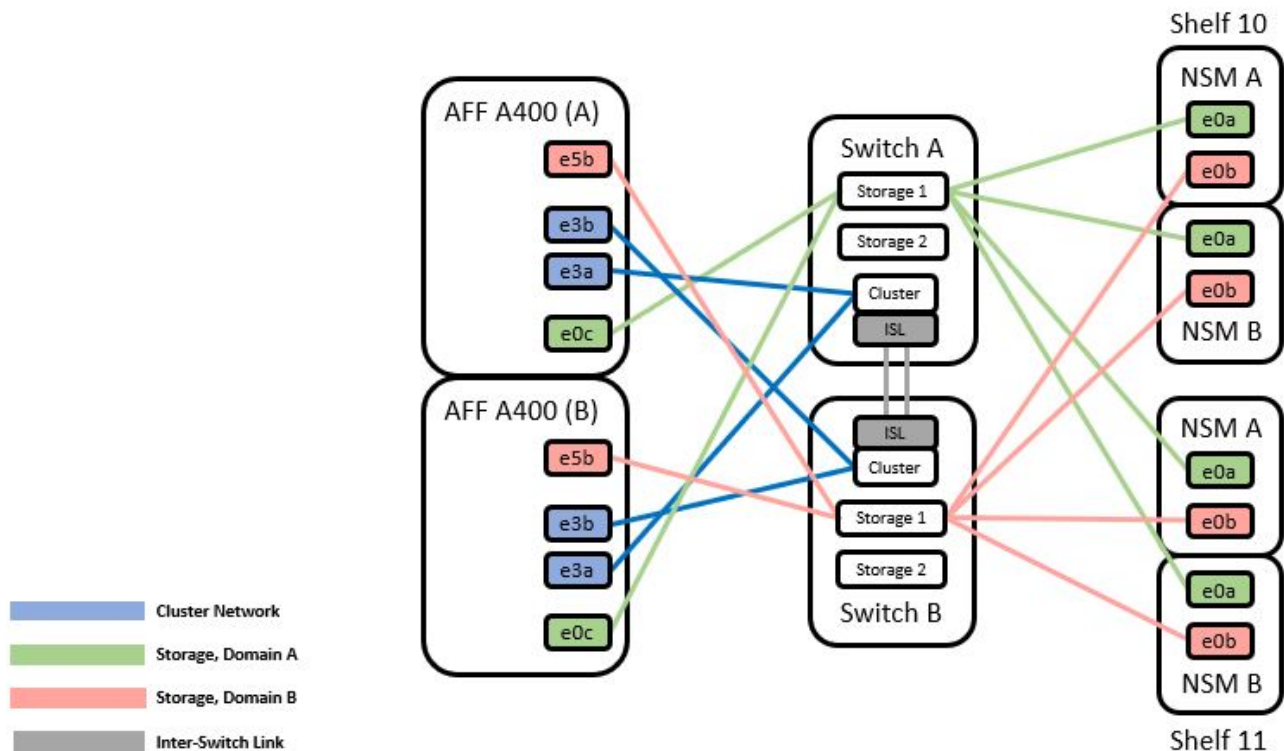 Shelf 10
AFF A400 (A)
e5b
e3b
e3a
e0c
AFF A400 (B)
e5b
e3b
e3a
e0c
Switch A
Storage 1
Storage 2
Cluster
ISL
ISL
Cluster
Storage 1
Storage 2
Switch B
NSM A
e0a
e0b
e0a
e0b
NSM B
NSM A
e0a
e0b
e0a
e0b
NSM B
Shelf 11
Cluster Network
Storage, Domain A
Storage, Domain B
Inter-Switch Link